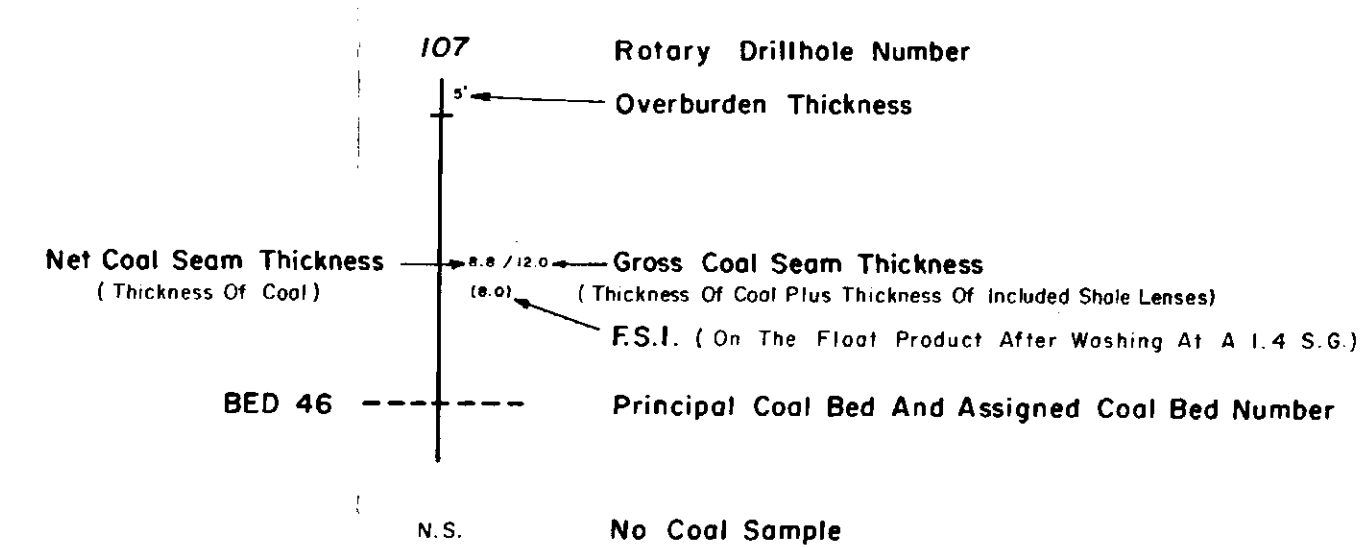 107 Rotary Drillhole Number
5' Overburden Thickness
Net Coal Seam Thickness 8.8 / 12.0 Gross Coal Seam Thickness
( Thickness Of Coal ) (8.0) ( Thickness Of Coal Plus Thickness Of Included Shale Lenses)
F.S.I. ( On The Float Product After Washing At A 1.4 S.G.)
BED 46 Principal Coal Bed And Assigned Coal Bed Number
N.S. No Coal Sample